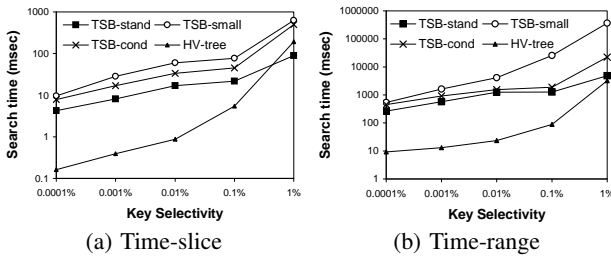 TSB-stand TSB-small
TSB-cond HV-tree
Search time (msec)
1000
100
10
1
0.1
0.0001% 0.001% 0.01% 0.1% 1%
Key Selectivity
(a) Time-slice
TSB-stand TSB-small
TSB-cond HV-tree
Search time (msec)
1000000
100000
10000
1000
100
10
1
0.0001% 0.001% 0.01% 0.1% 1%
Key Selectivity
(b) Time-range